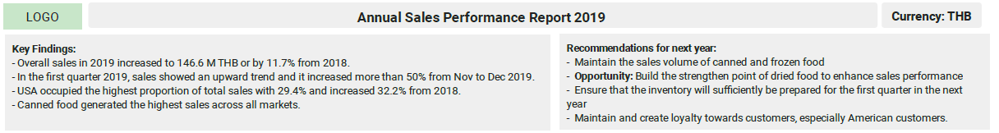 LOGO
Annual Sales Performance Report 2019
Currency: THB
Key Findings:
- Overall sales in 2019 increased to 146.6 M THB or by 11.7% from 2018.
- In the first quarter 2019, sales showed an upward trend and it increased more than 50% from Nov to Dec 2019.
- USA occupied the highest proportion of total sales with 29.4% and increased 32.2% from 2018.
- Canned food generated the highest sales across all markets.
Recommendations for next year:
- Maintain the sales volume of canned and frozen food
- Opportunity: Build the strengthen point of dried food to enhance sales performance
- Ensure that the inventory will sufficiently be prepared for the first quarter in the next
year
- Maintain and create loyalty towards customers, especially American customers.